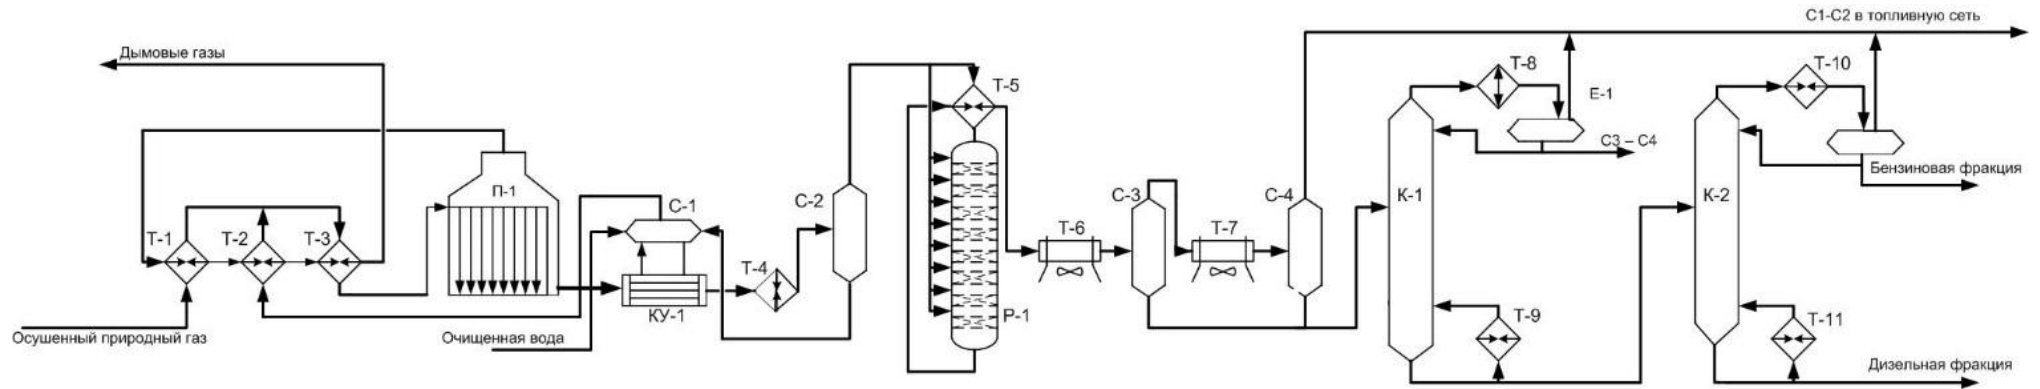 С1-С2 в топливную сеть
Дымовые газы
Т-8
Т-10
Т-5
Е-1
С3 – С4
П-1
Бензиновая фракция
С-1
С-2
С-3
С-4
К-1
К-2
Т-1
Т-2
Т-3
Т-6
Т-7
Т-4
КУ-1
Р-1
Т-9
Т-11
Осушенный природный газ
Очищенная вода
Дизельная фракция